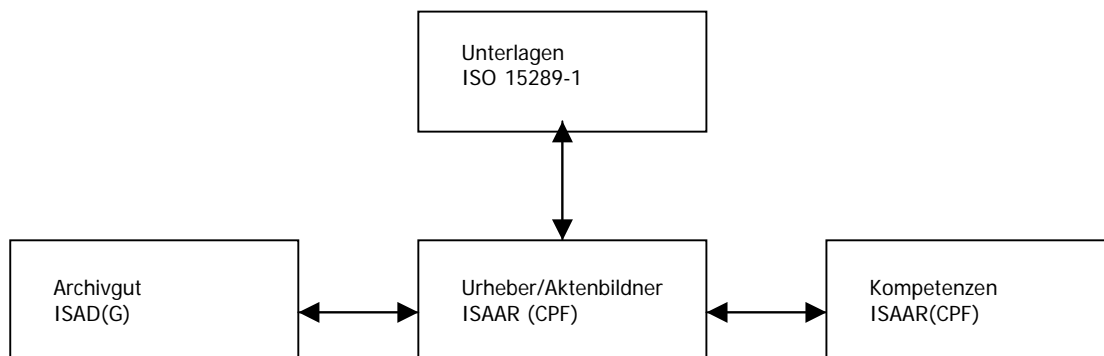 Unterlagen
ISO 15289-1
Archivgut
ISAD(G)
Urheber/Aktenbildner
ISAAR (CPF)
Kompetenzen
ISAAR(CPF)